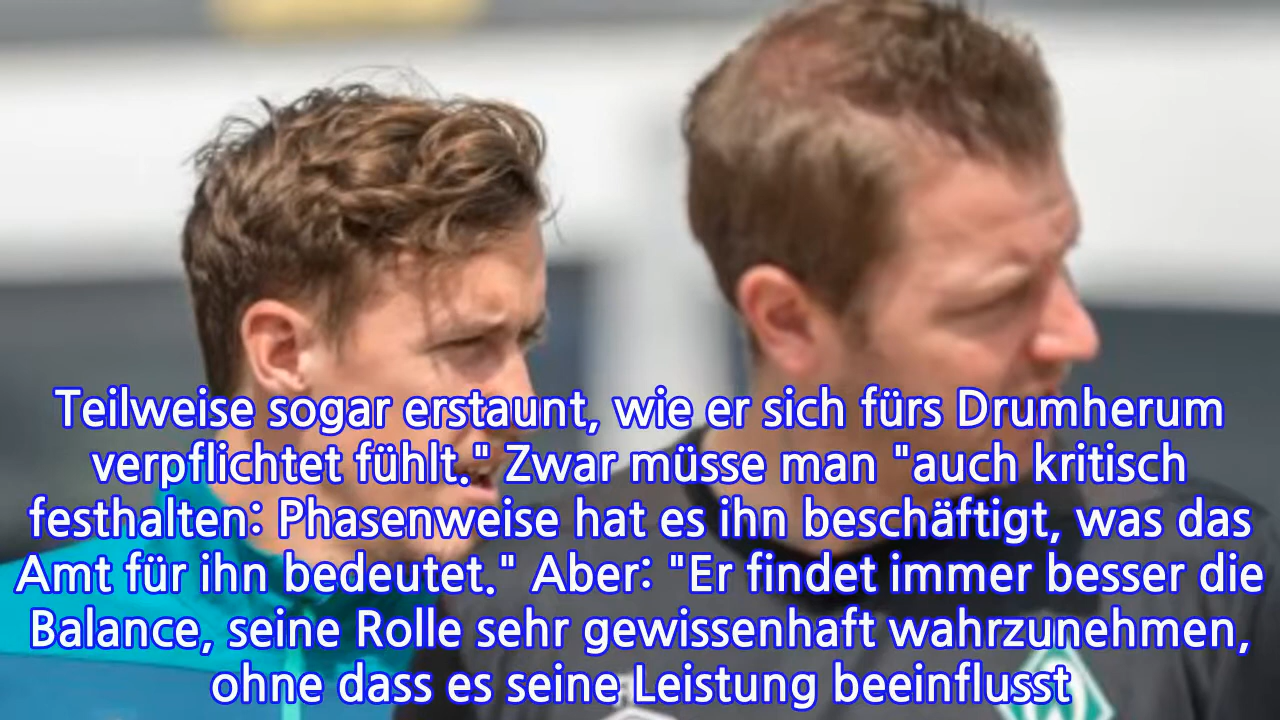 Teilweise sogar erstaunt, wie er sich fürs Drumherum
verpflichtet fühlt." Zwar müsse man "auch kritisch
festhalten: Phasenweise hat es ihn beschäftigt, was das
Amt für ihn bedeutet." Aber: "Er findet immer besser die
Balance, seine Rolle sehr gewissenhaft wahrzunehmen,
ohne dass es seine Leistung beeinflusst